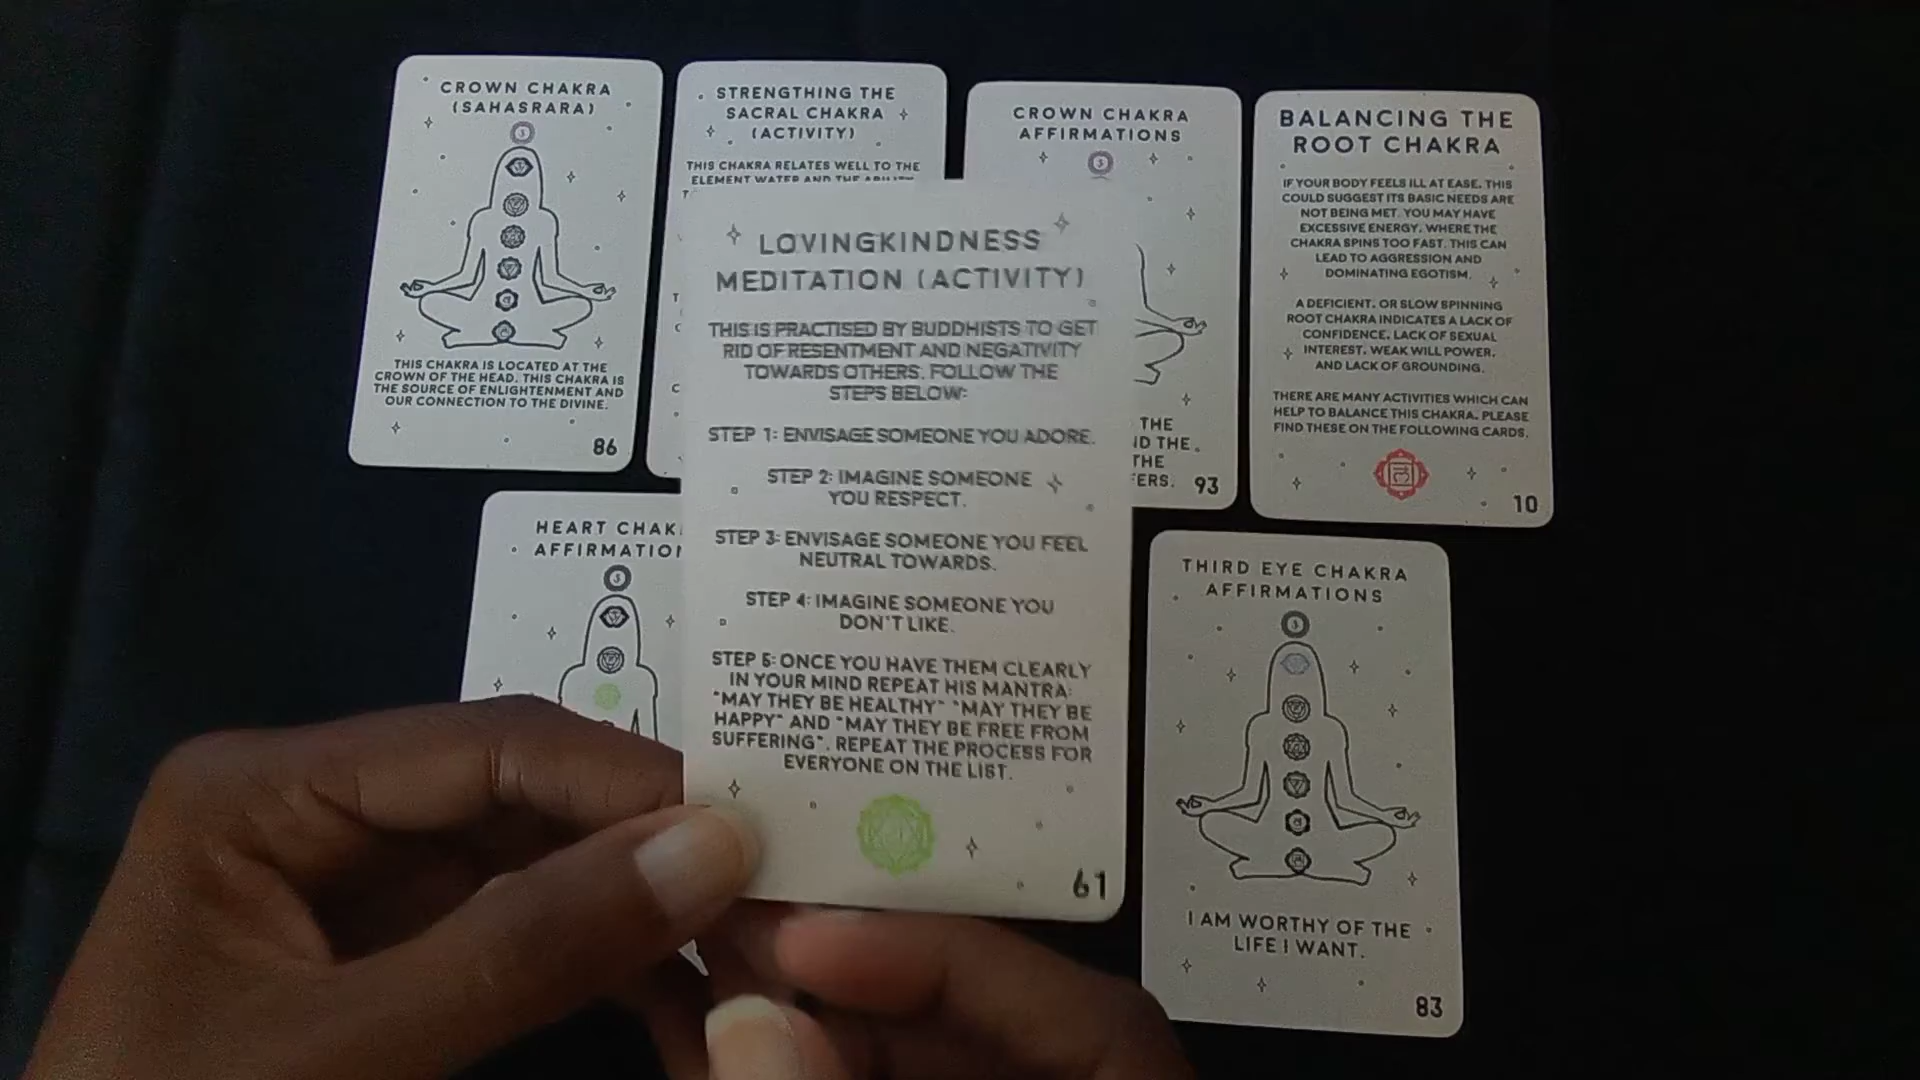 CROWN CHAKRA
(SAHASRARA)
THIS CHAKRA IS LOCATED AT THE
CROWN OF THE HEAD. THIS CHAKRA IS
THE SOURCE OF ENLIGHTENMENT AND
OUR CONNECTION TO THE DIVINE.
86
STRENGTHING THE
SACRAL CHAKRA
(ACTIVITY)
THIS CHAKRA RELATES WELL TO THE
ELEMENT WATER AND THE
CROWN CHAKRA
AFFIRMATIONS
THE
THE.
THE
93
BALANCING THE
ROOT CHAKRA
IF YOUR BODY FEELS ILL AT EASE. THIS
COULD SUGGEST ITS BASIC NEEDS ARE
NOT BEING MET. YOU MAY HAVE
EXCESSIVE ENERGY. WHERE THE
CHAKRA SPINS TOO FAST. THIS CAN
LEAD TO AGGRESSION AND
DOMINATING EGOTISM.
A DEFICIENT. OR SLOW SPINNING
ROOT CHAKRA INDICATES A LACK OF
CONFIDENCE. LACK OF SEXUAL
INTEREST. WEAK WILL POWER.
AND LACK OF GROUNDING.
THERE ARE MANY ACTIVITIES WHICH CAN
HELP TO BALANCE THIS CHAKRA. PLEASE
FIND THESE ON THE FOLLOWING CARDS.
10
LOVINGKINDNESS
MEDITATION (ACTIVITY)
THIS IS PRACTISED BY BUDDHISTS TO GET
RID OF RESENTMENT AND NEGATIVITY
TOWARDS OTHERS. FOLLOW THE
STEPS BELOW:
STEP 1: ENVISAGE SOMEONE YOU ADORE.
STEP 2: IMAGINE SOMEONE
YOU RESPECT.
STEP 3: ENVISAGE SOMEONE YOU FEEL
NEUTRAL TOWARDS.
STEP 4: IMAGINE SOMEONE YOU
DON'T LIKE.
STEP 5: ONCE YOU HAVE THEM CLEARLY
IN YOUR MIND REPEAT HIS MANTRA:
"MAY THEY BE HEALTHY" "MAY THEY BE
HAPPY" AND "MAY THEY BE FREE FROM
SUFFERING". REPEAT THE PROCESS FOR
EVERYONE ON THE LIST.
61
HEART CHAK
AFFIRMATION
THIRD EYE CHAKRA
AFFIRMATIONS
I AM WORTHY OF THE
LIFE I WANT.
83